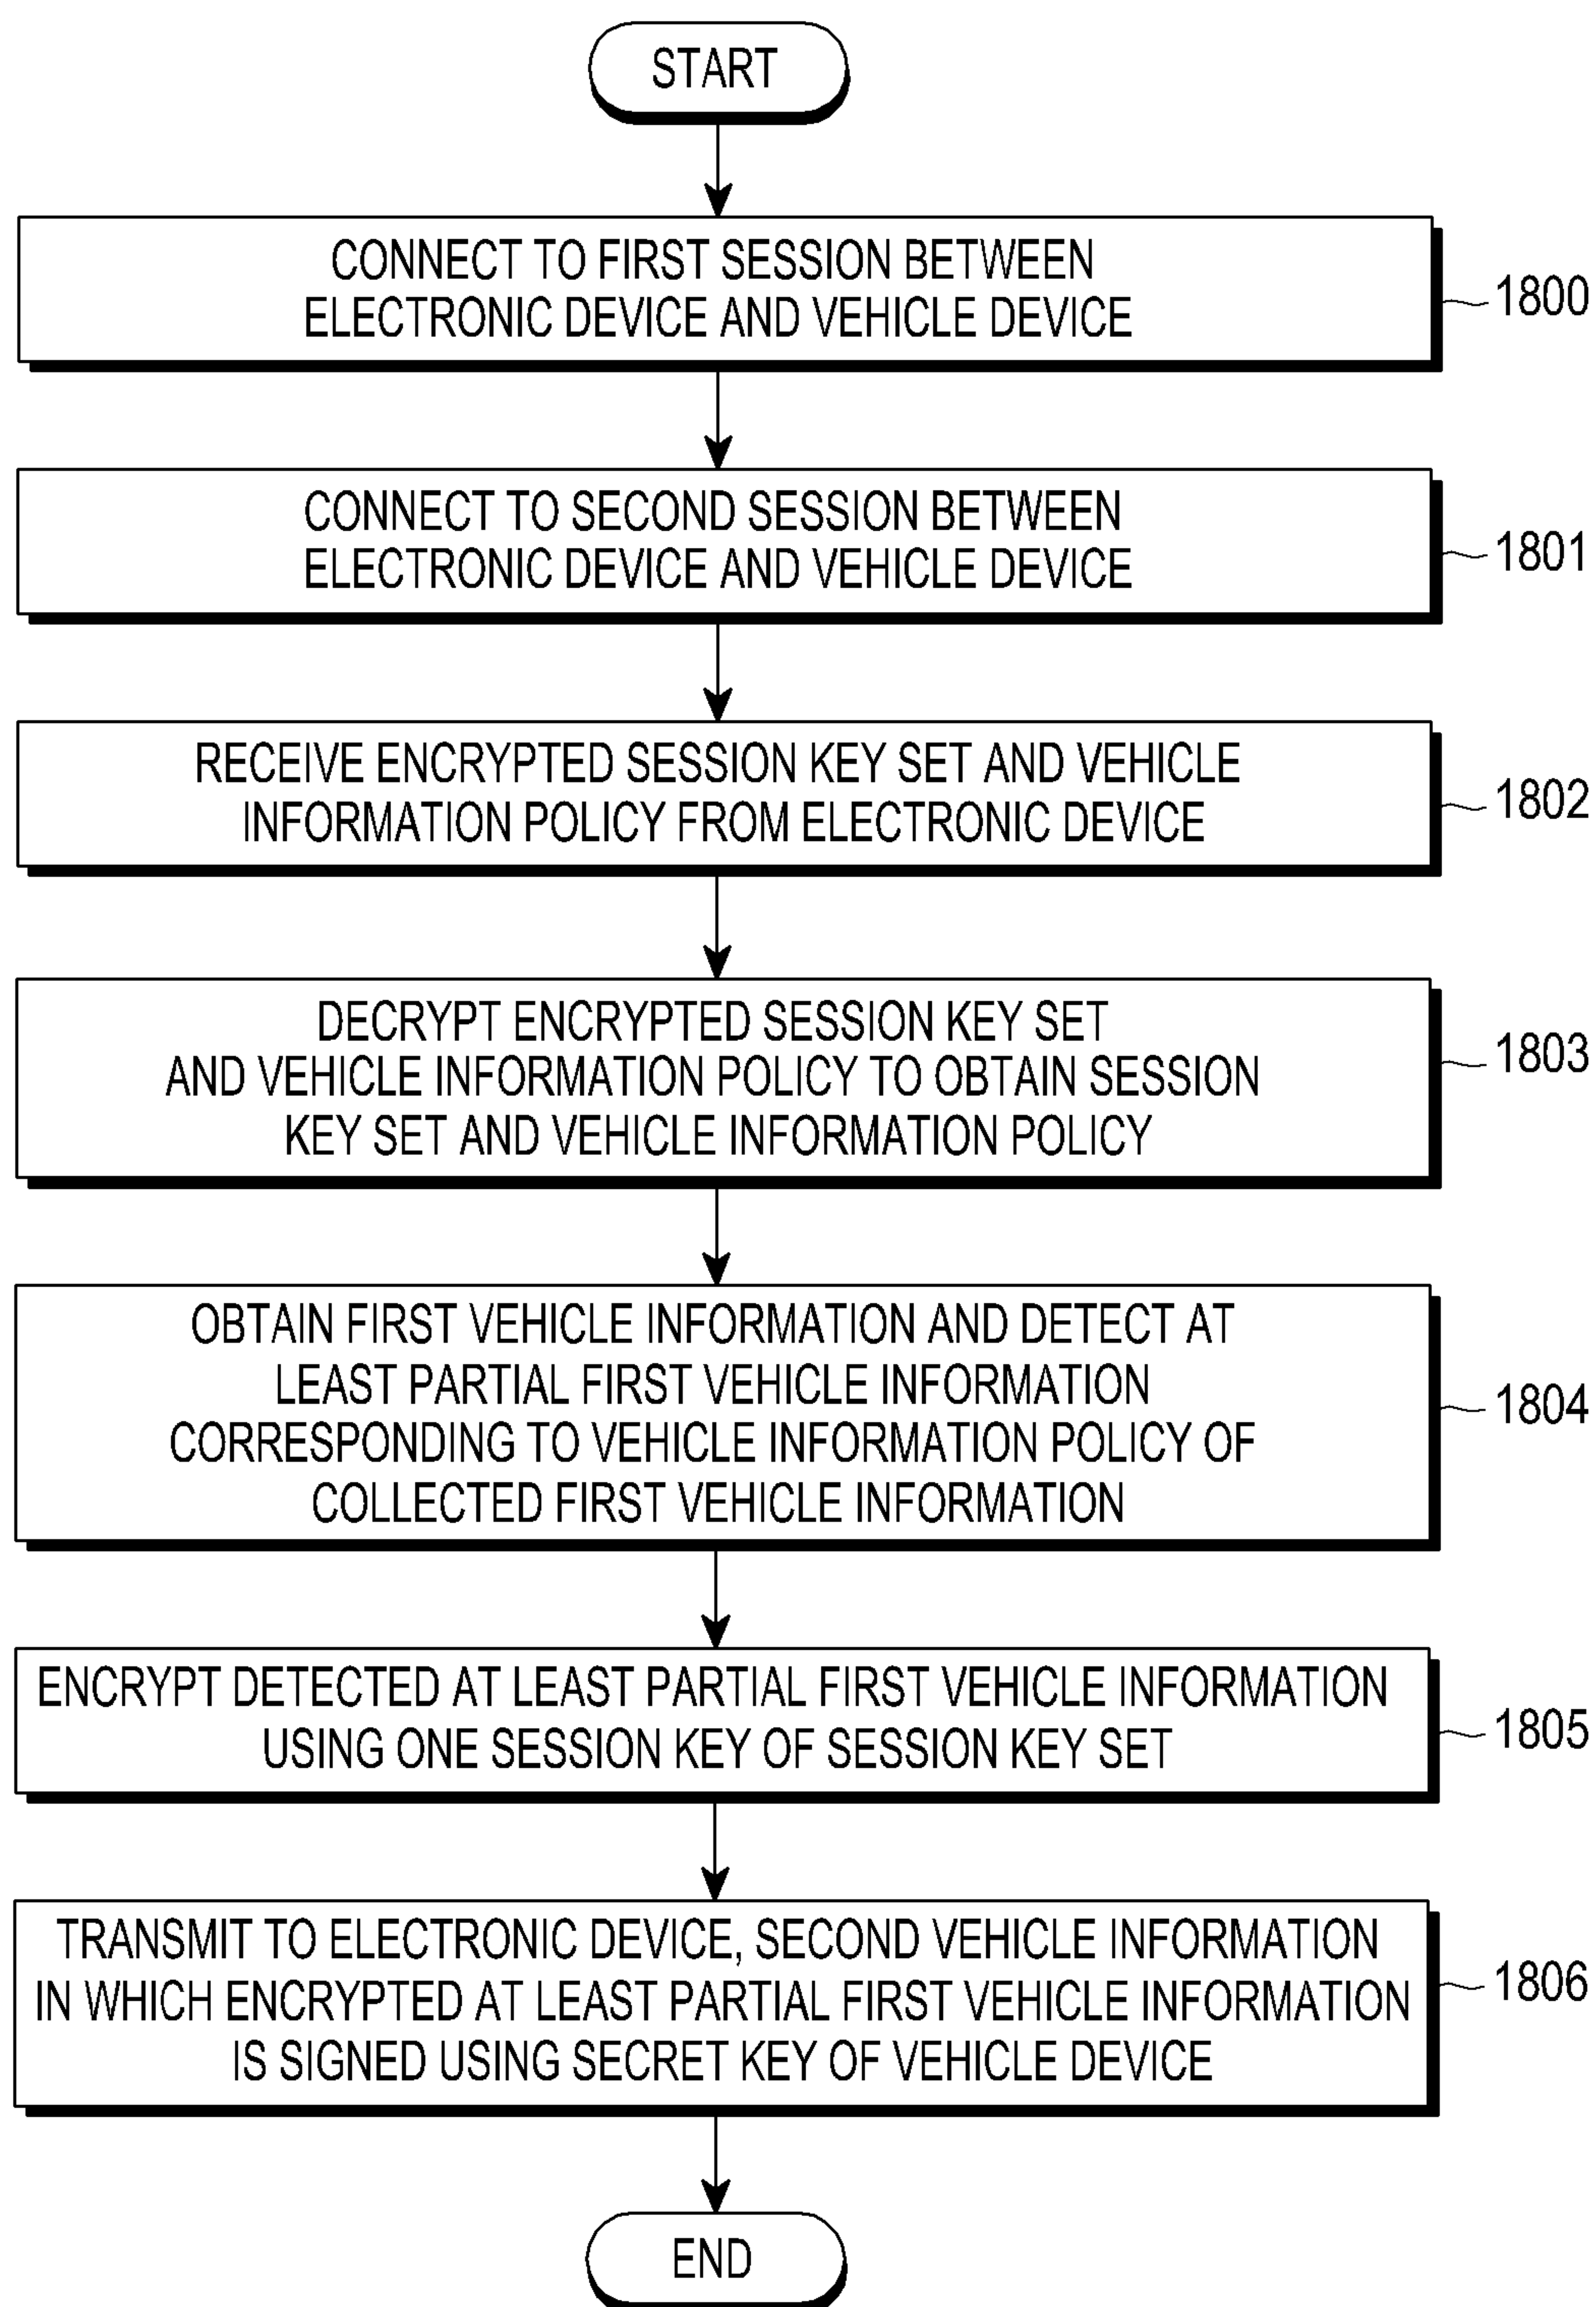 START
CONNECT TO FIRST SESSION BETWEEN
ELECTRONIC DEVICE AND VEHICLE DEVICE
1800
CONNECT TO SECOND SESSION BETWEEN
ELECTRONIC DEVICE AND VEHICLE DEVICE
1801
RECEIVE ENCRYPTED SESSION KEY SET AND VEHICLE
INFORMATION POLICY FROM ELECTRONIC DEVICE
1802
DECRYPT ENCRYPTED SESSION KEY SET
AND VEHICLE INFORMATION POLICY TO OBTAIN SESSION
KEY SET AND VEHICLE INFORMATION POLICY
1803
OBTAIN FIRST VEHICLE INFORMATION AND DETECT AT
LEAST PARTIAL FIRST VEHICLE INFORMATION
CORRESPONDING TO VEHICLE INFORMATION POLICY OF
COLLECTED FIRST VEHICLE INFORMATION
1804
ENCRYPT DETECTED AT LEAST PARTIAL FIRST VEHICLE INFORMATION
USING ONE SESSION KEY OF SESSION KEY SET
1805
TRANSMIT TO ELECTRONIC DEVICE, SECOND VEHICLE INFORMATION
IN WHICH ENCRYPTED AT LEAST PARTIAL FIRST VEHICLE INFORMATION
IS SIGNED USING SECRET KEY OF VEHICLE DEVICE
1806
END